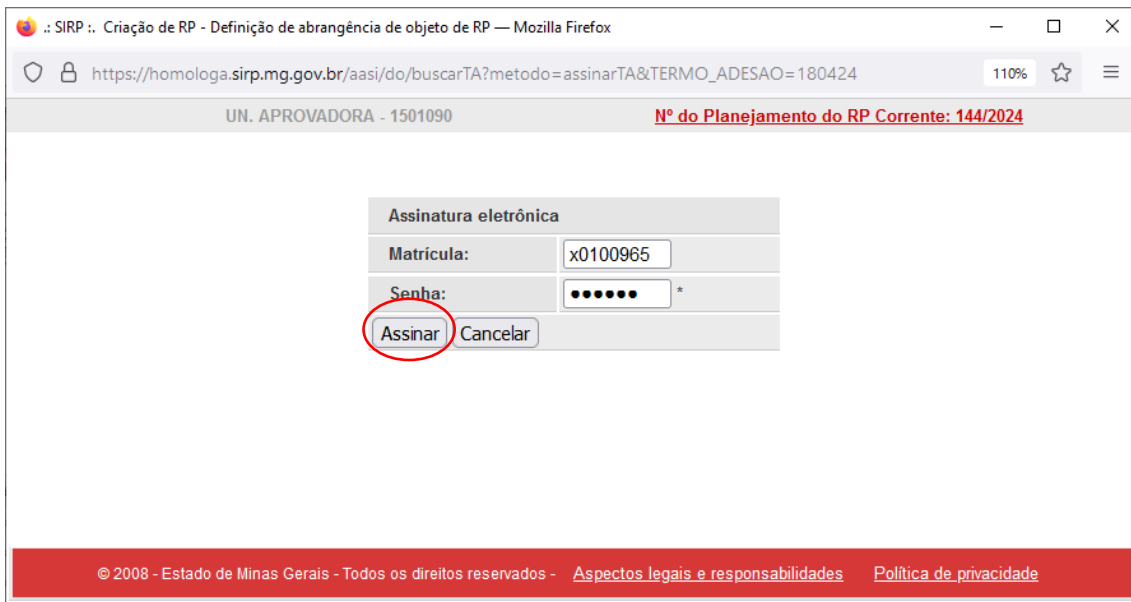 .: SIRP :. Criação de RP - Definição de abrangência de objeto de RP — Mozilla Firefox
https://homologa.sirp.mg.gov.br/aasi/do/buscarTA?metodo=assinarTA&TERMO_ADESAO=180424 110%
UN. APROVADORA - 1501090 Nº do Planejamento do RP Corrente: 144/2024
Assinatura eletrônica
Matrícula: x0100965
Senha: ●●●●●● *
Assinar Cancelar
© 2008 - Estado de Minas Gerais - Todos os direitos reservados - Aspectos legais e responsabilidades Política de privacidade